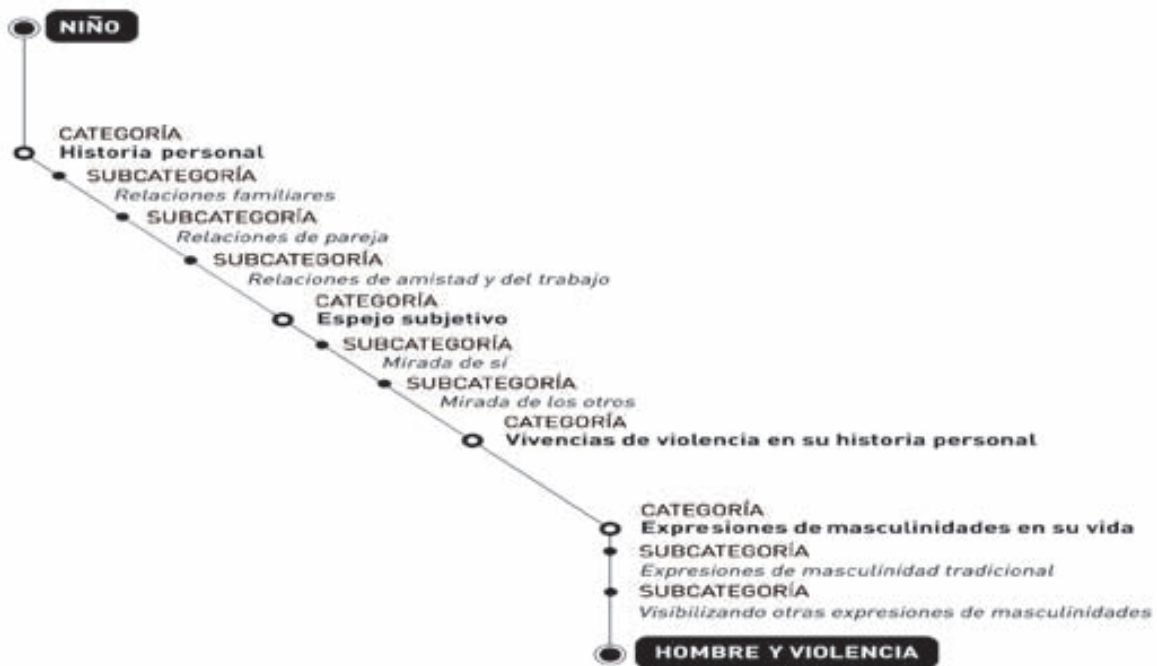 NIÑO
CATEGORÍA
Historia personal
SUBCATEGORÍA
Relaciones familiares
SUBCATEGORÍA
Relaciones de pareja
SUBCATEGORÍA
Relaciones de amistad y del trabajo
CATEGORÍA
Espejo subjetivo
SUBCATEGORÍA
Mirada de sí
SUBCATEGORÍA
Mirada de los otros
CATEGORÍA
Vivencias de violencia en su historia personal
CATEGORÍA
Expresiones de masculinidades en su vida
SUBCATEGORÍA
Expresiones de masculinidad tradicional
SUBCATEGORÍA
Visibilizando otras expresiones de masculinidades
HOMBRE Y VIOLENCIA